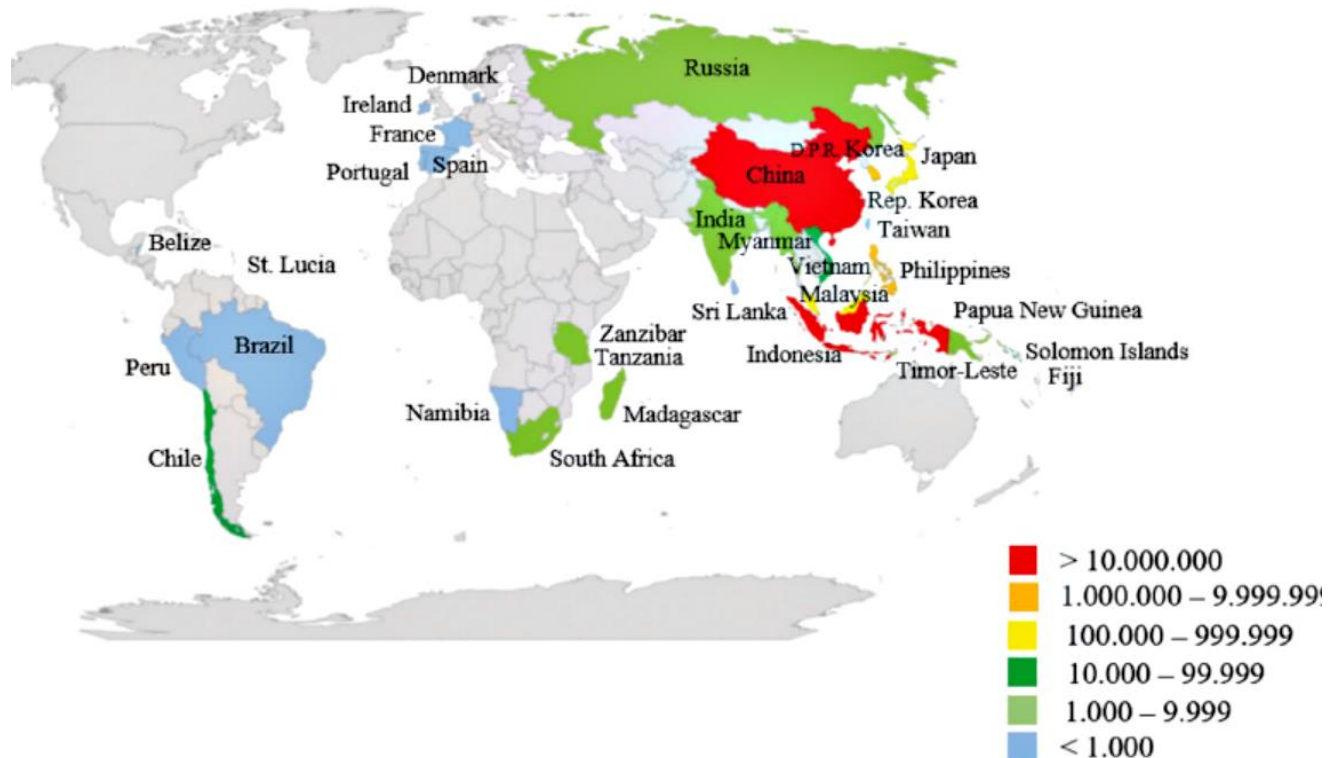 Russia
Denmark
Ireland
France
Portugal
Spain
D.P.R. Korea
Japan
China
Rep. Korea
India
Taiwan
Myanmar
Belize
St. Lucia
Vietnam
Philippines
Malaysia
Sri Lanka
Papua New Guinea
Zanzibar
Brazil
Tanzania
Indonesia
Solomon Islands
Peru
Timor-Leste
Fiji
Namibia
Madagascar
Chile
South Africa
> 10.000.000
1.000.000 – 9.999.999
100.000 – 999.999
10.000 – 99.999
1.000 – 9.999
< 1.000